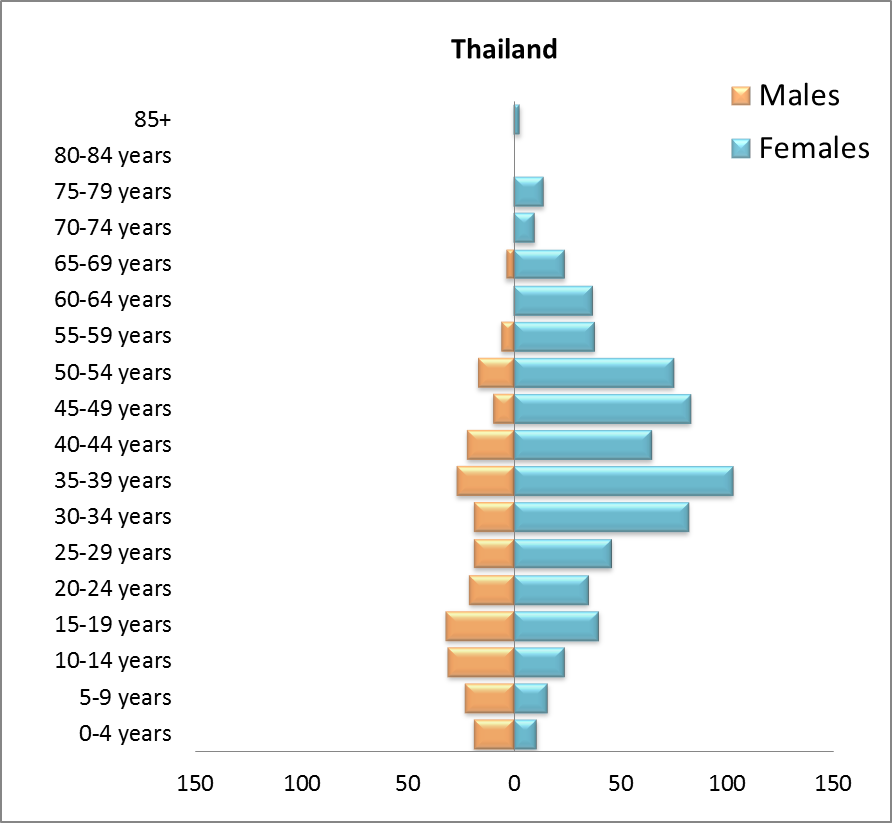 Thailand
Males
Females
85+
80-84 years
75-79 years
70-74 years
65-69 years
60-64 years
55-59 years
50-54 years
45-49 years
40-44 years
35-39 years
30-34 years
25-29 years
20-24 years
15-19 years
10-14 years
5-9 years
0-4 years
150 100 50 0 50 100 150